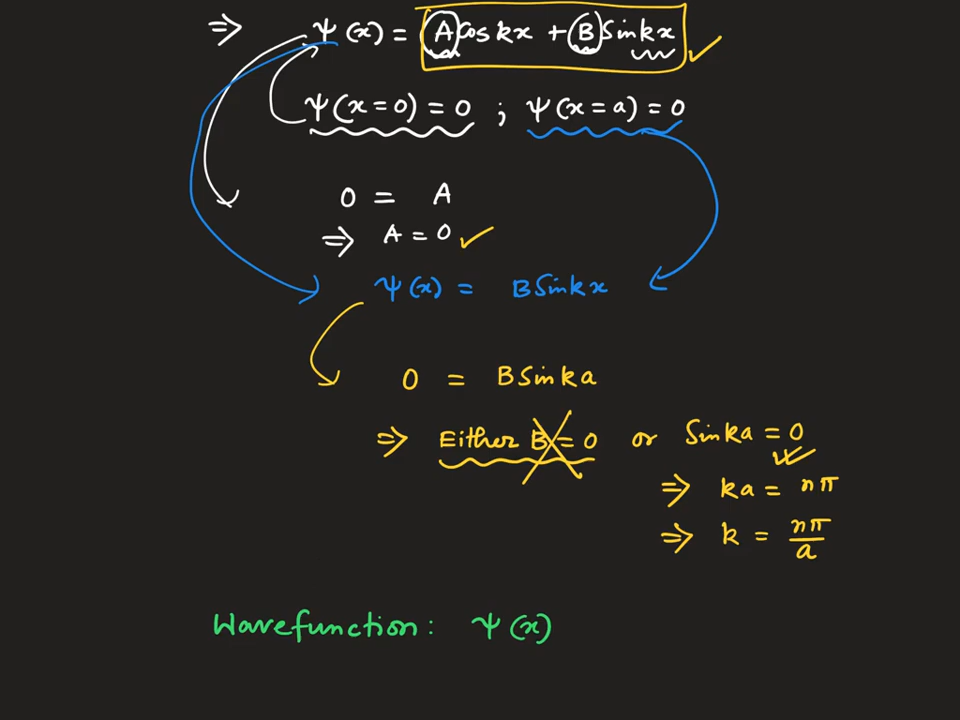 ⇒ Ψ(x) = A Cos kx + B Sin kx
Ψ(x=0) = 0 ; Ψ(x=a) = 0
0 = A
⇒ A = 0
Ψ(x) = B Sin kx
0 = B Sin ka
⇒ Either B = 0 or Sin ka = 0
⇒ ka = nπ
⇒ k = nπ/a
Wavefunction: Ψ(x)